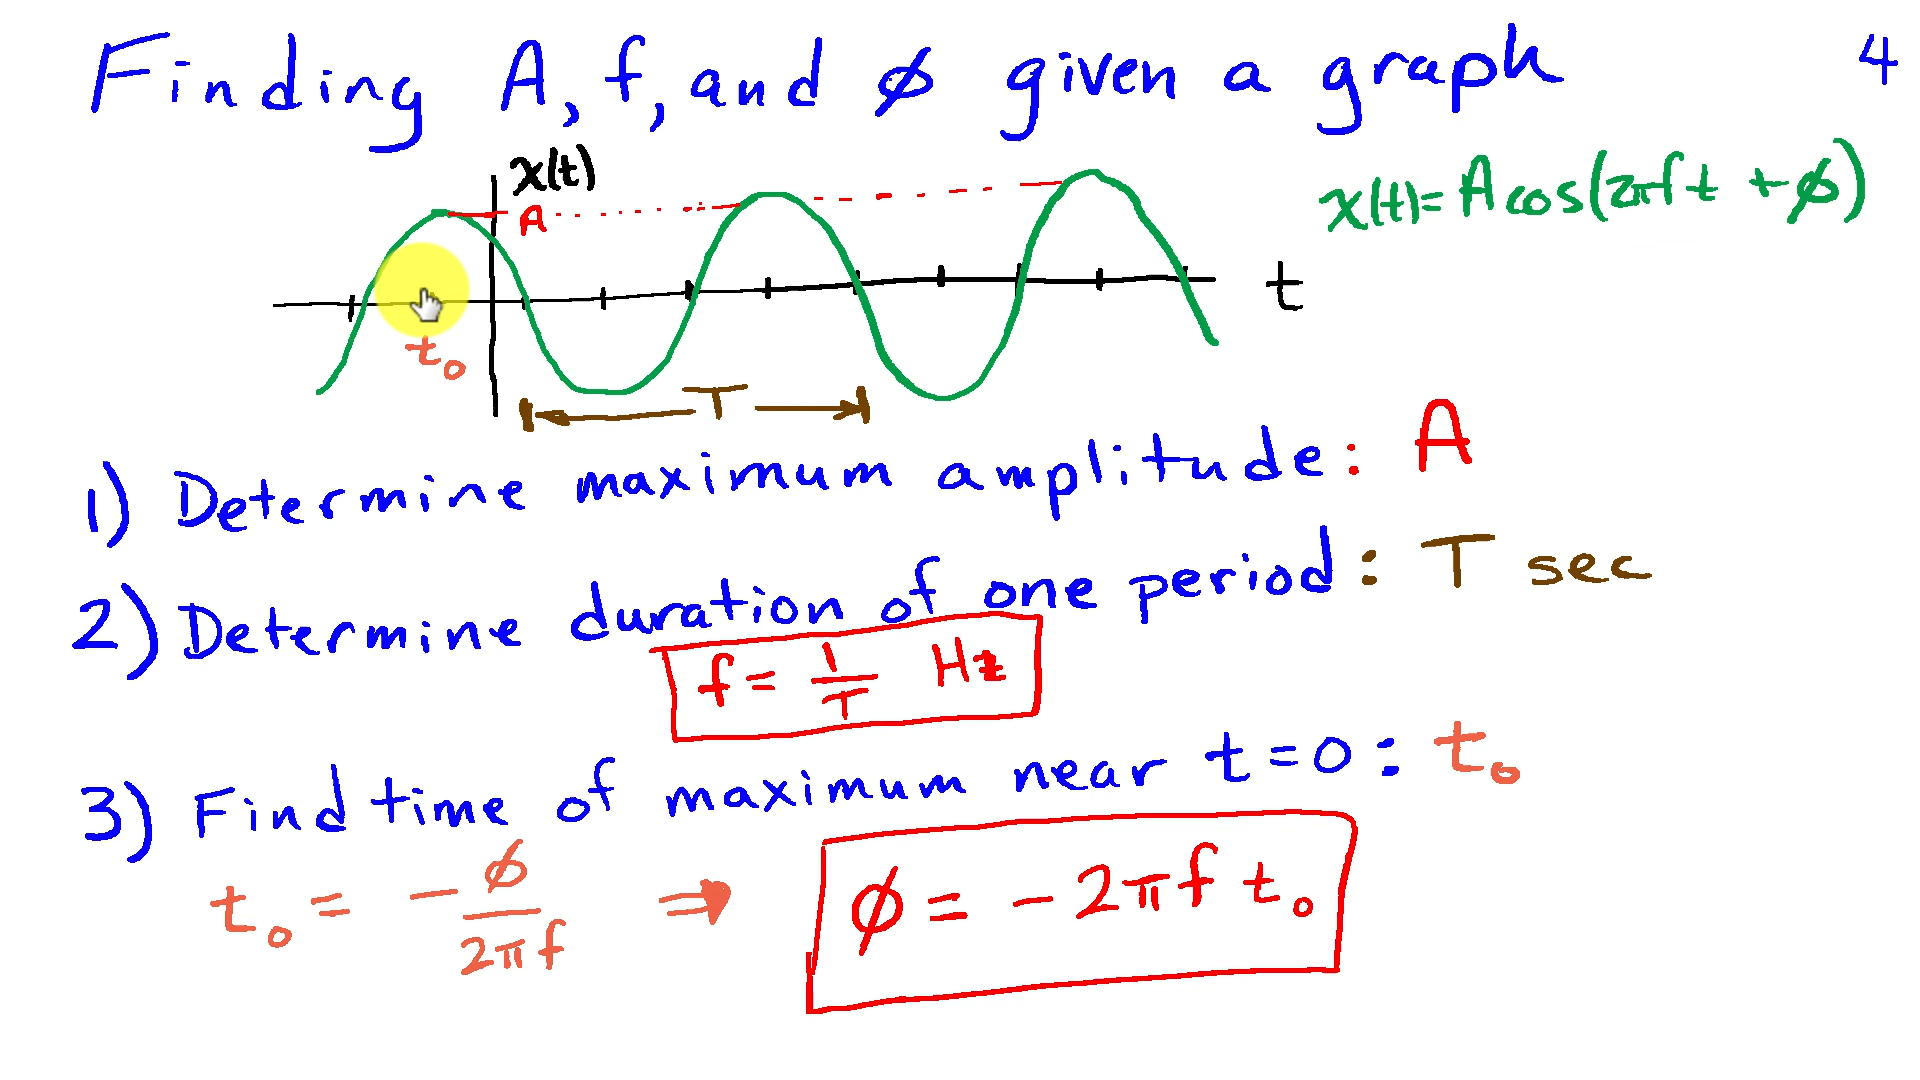 Finding A, f, and ϕ given a graph
4
x(t)
A
x(t)= A cos(2πft + ϕ)
t
t₀
T
1) Determine maximum amplitude: A
2) Determine duration of one period: T sec
f = 1/T Hz
3) Find time of maximum near t=0: t₀
t₀ = - ϕ/2πf ⇒ ϕ = - 2πf t₀